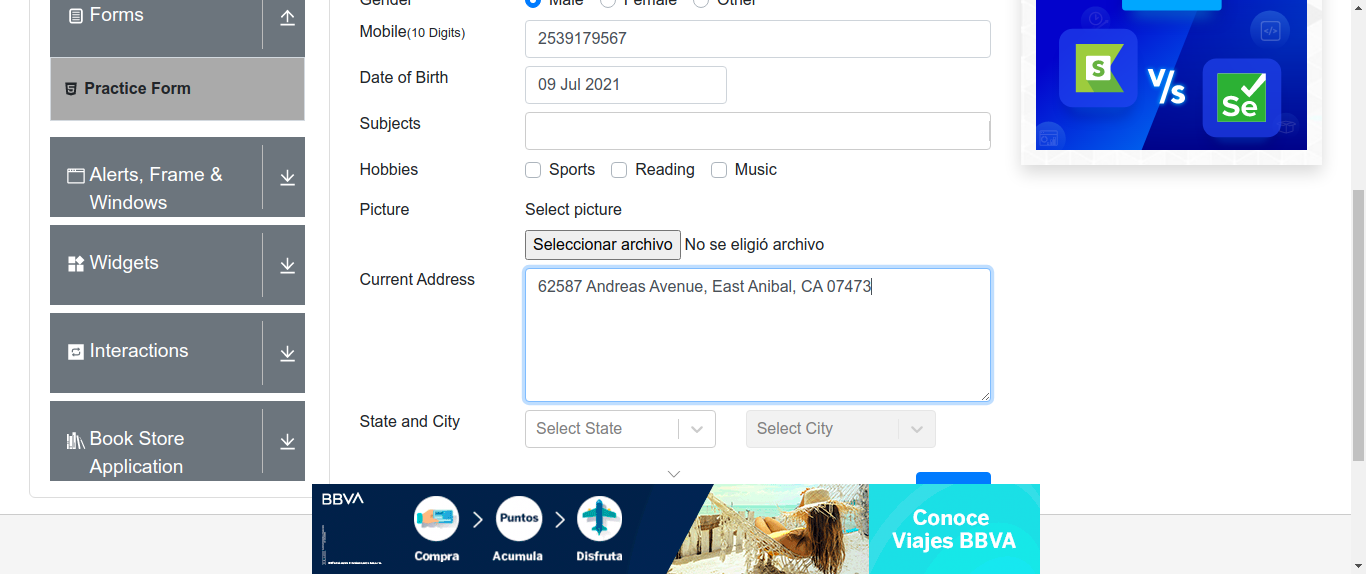 Forms
Practice Form
Alerts, Frame &
Windows
Widgets
Interactions
Book Store
Application
Gender Male Female Other
Mobile(10 Digits) 2539179567
Date of Birth 09 Jul 2021
Subjects
Hobbies Sports Reading Music
Picture Select picture
Seleccionar archivo No se eligió archivo
Current Address 62587 Andreas Avenue, East Anibal, CA 07473
State and City Select State Select City
S V/s Se
BBVA
Compra Puntos Acumula Disfruta
Conoce
Viajes BBVA